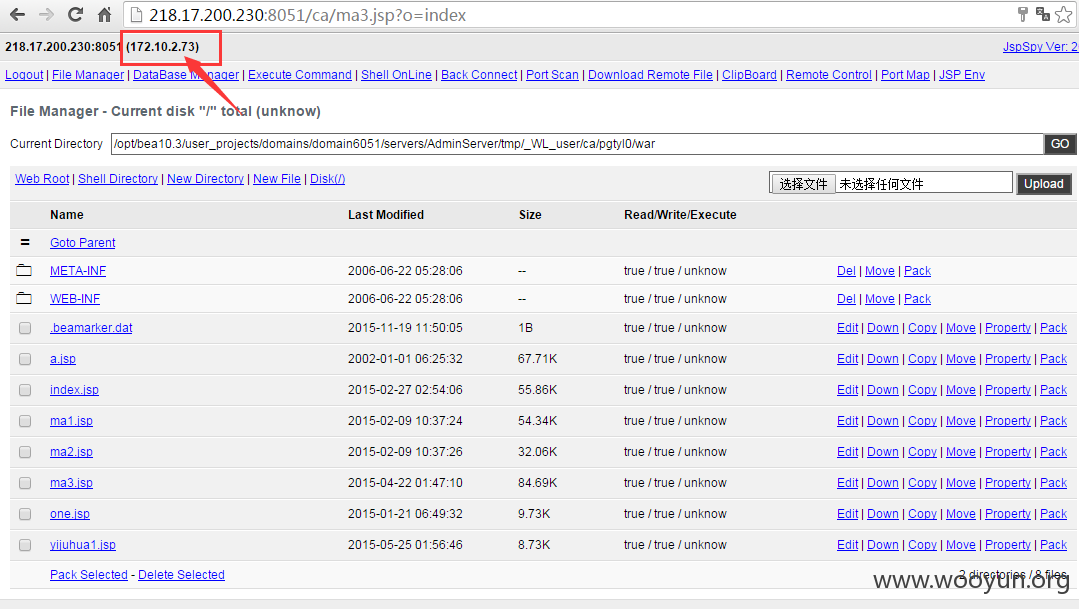 218.17.200.230:8051/ca/ma3.jsp?o=index
218.17.200.230:8051 (172.10.2.73) JspSpy Ver: 2
Logout | File Manager | DataBase Manager | Execute Command | Shell OnLine | Back Connect | Port Scan | Download Remote File | ClipBoard | Remote Control | Port Map | JSP Env
File Manager - Current disk "/" total (unknow)
Current Directory /opt/bea10.3/user_projects/domains/domain6051/servers/AdminServer/tmp/_WL_user/ca/pgtyl0/war GO
Web Root | Shell Directory | New Directory | New File | Disk(/) 选择文件 未选择任何文件 Upload
Name Last Modified Size Read/Write/Execute
= Goto Parent
META-INF 2006-06-22 05:28:06 -- true / true / unknow Del | Move | Pack
WEB-INF 2006-06-22 05:28:06 -- true / true / unknow Del | Move | Pack
.beamarker.dat 2015-11-19 11:50:05 1B true / true / unknow Edit | Down | Copy | Move | Property | Pack
a.jsp 2002-01-01 06:25:32 67.71K true / true / unknow Edit | Down | Copy | Move | Property | Pack
index.jsp 2015-02-27 02:54:06 55.86K true / true / unknow Edit | Down | Copy | Move | Property | Pack
ma1.jsp 2015-02-09 10:37:24 54.34K true / true / unknow Edit | Down | Copy | Move | Property | Pack
ma2.jsp 2015-02-09 10:37:26 32.06K true / true / unknow Edit | Down | Copy | Move | Property | Pack
ma3.jsp 2015-04-22 01:47:10 84.69K true / true / unknow Edit | Down | Copy | Move | Property | Pack
one.jsp 2015-01-21 06:49:32 9.73K true / true / unknow Edit | Down | Copy | Move | Property | Pack
yijuhua1.jsp 2015-05-25 01:56:46 8.73K true / true / unknow Edit | Down | Copy | Move | Property | Pack
Pack Selected - Delete Selected 2 directories / 8 files
www.wooyun.org